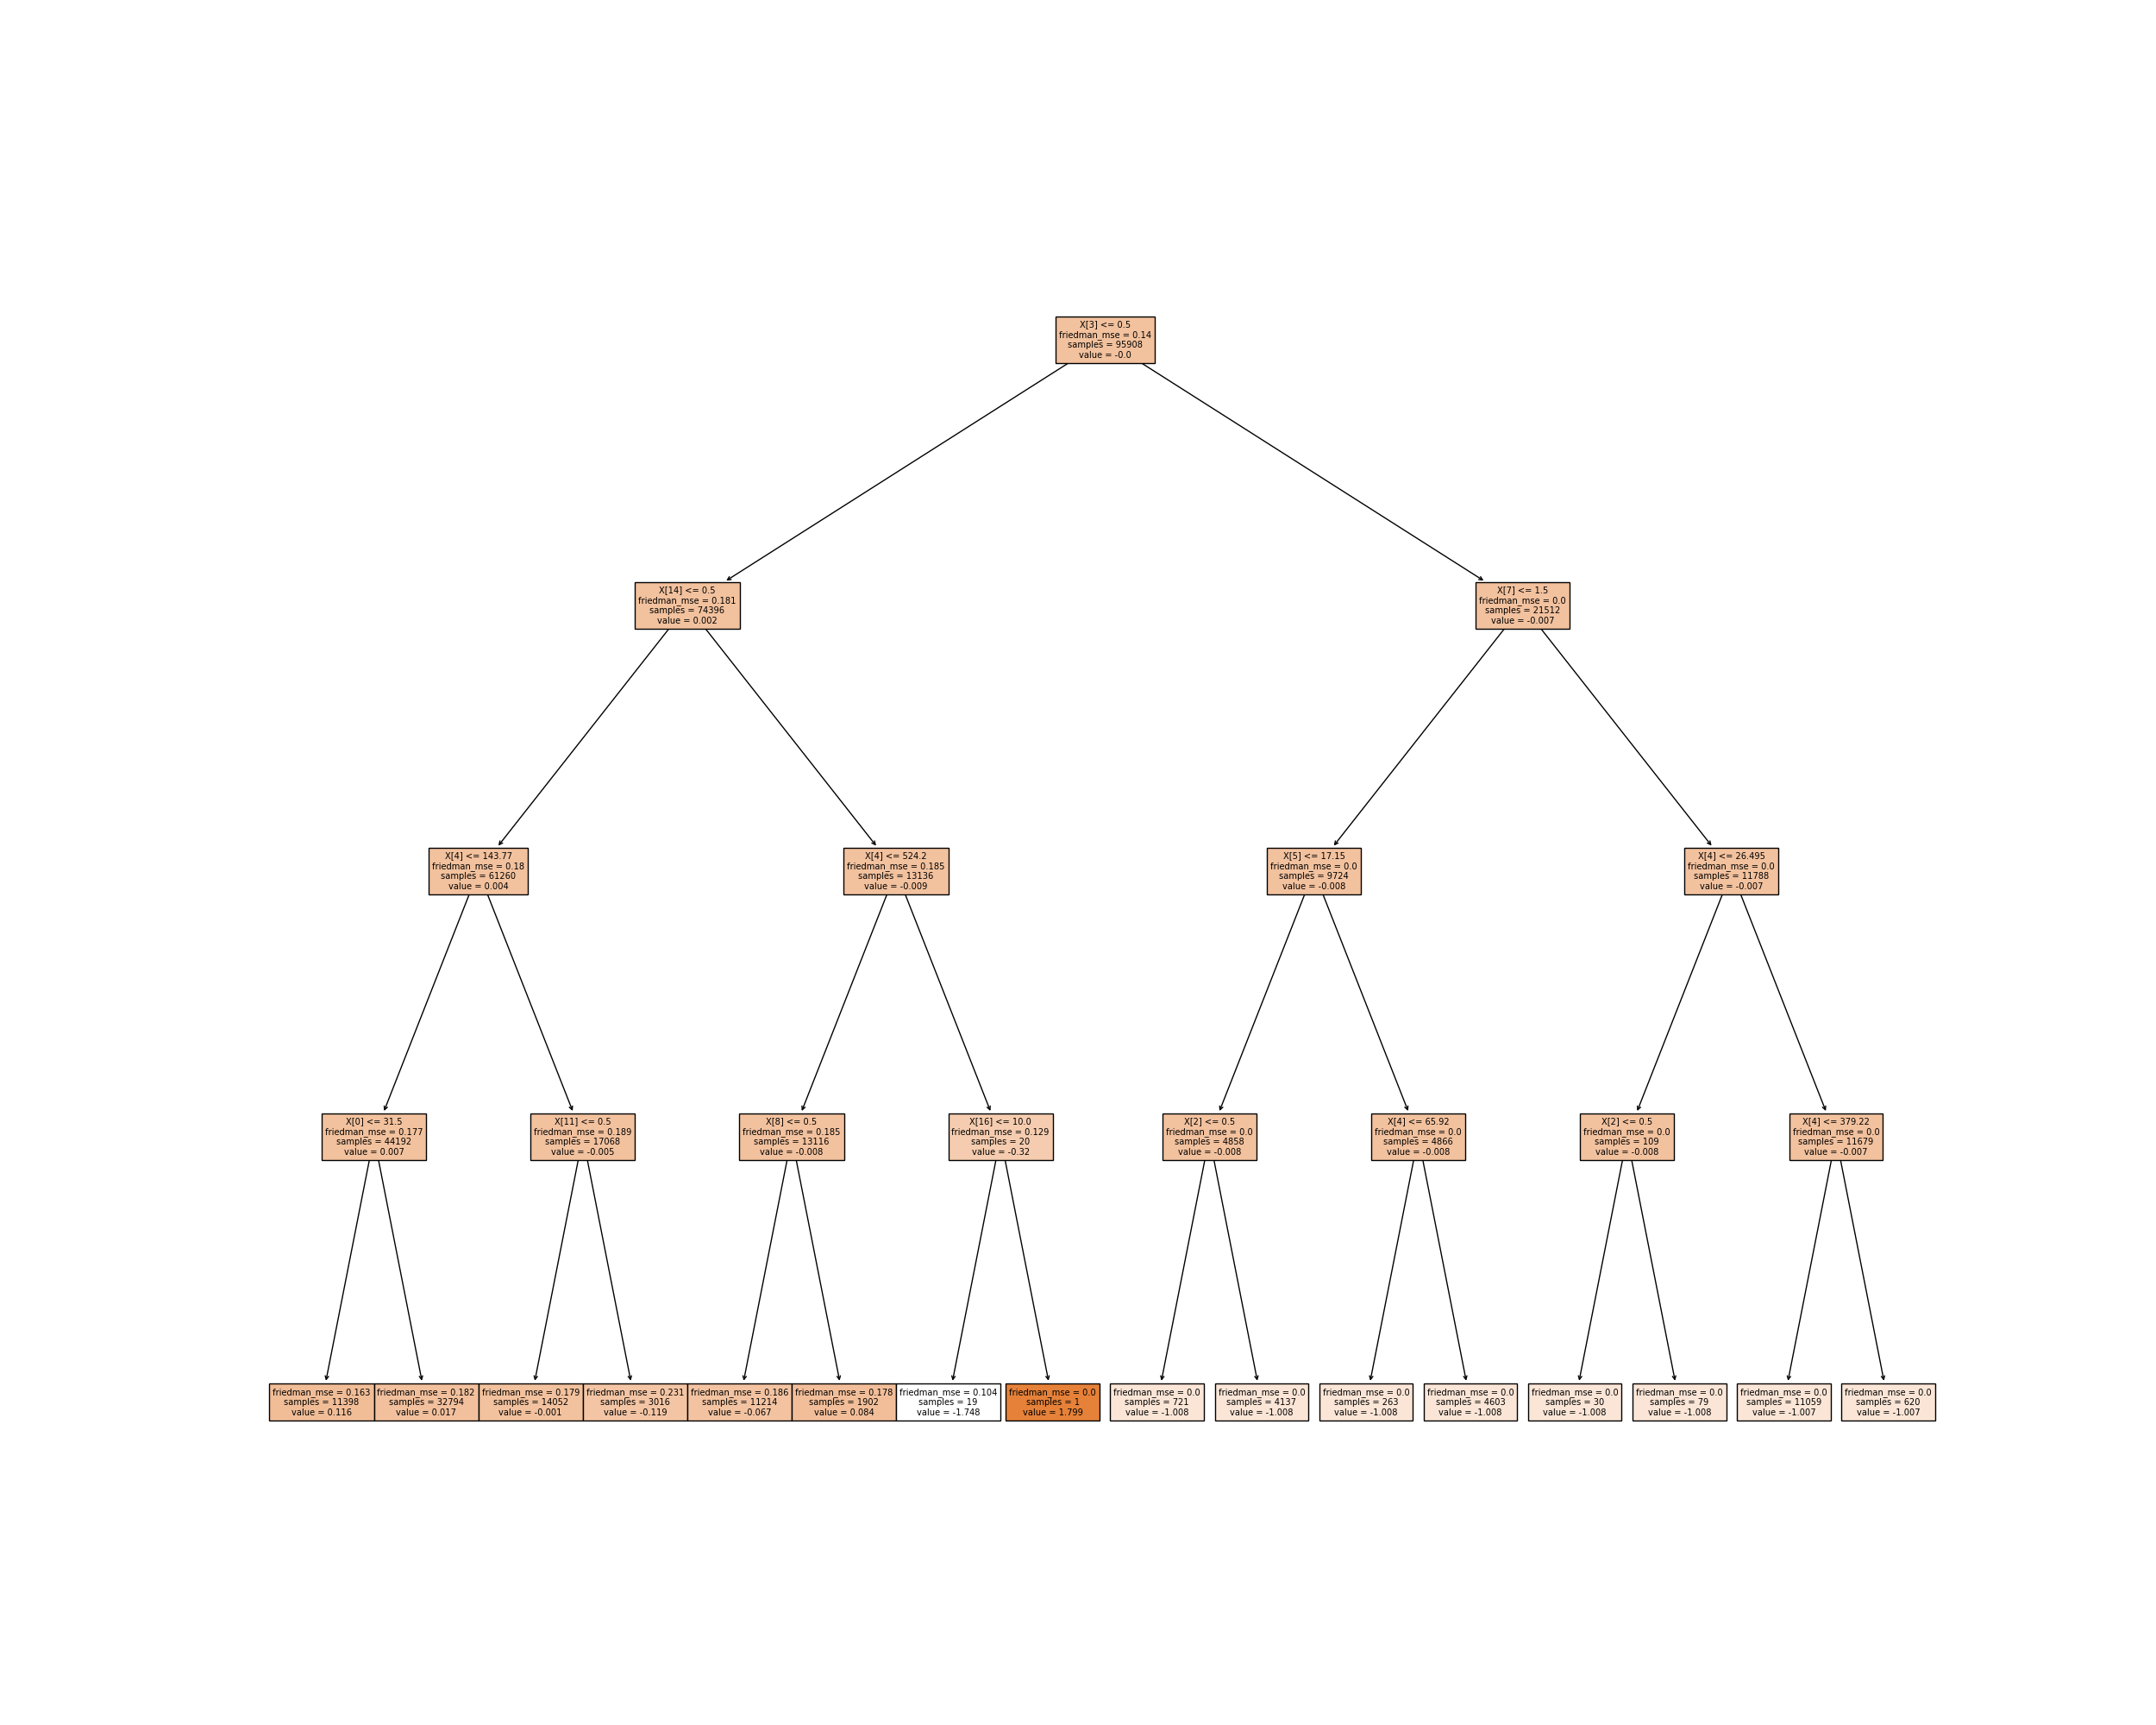 X[3] <= 0.5
friedman_mse = 0.14
samples = 95908
value = -0.0
X[14] <= 0.5
friedman_mse = 0.181
samples = 74396
value = 0.002
X[7] <= 1.5
friedman_mse = 0.0
samples = 21512
value = -0.007
X[4] <= 143.77
friedman_mse = 0.18
samples = 61260
value = 0.004
X[4] <= 524.2
friedman_mse = 0.185
samples = 13136
value = -0.009
X[5] <= 17.15
friedman_mse = 0.0
samples = 9724
value = -0.008
X[4] <= 26.495
friedman_mse = 0.0
samples = 11788
value = -0.007
X[0] <= 31.5
friedman_mse = 0.177
samples = 44192
value = 0.007
X[11] <= 0.5
friedman_mse = 0.189
samples = 17068
value = -0.005
X[8] <= 0.5
friedman_mse = 0.185
samples = 13116
value = -0.008
X[16] <= 10.0
friedman_mse = 0.129
samples = 20
value = -0.32
X[2] <= 0.5
friedman_mse = 0.0
samples = 4858
value = -0.008
X[4] <= 65.92
friedman_mse = 0.0
samples = 4866
value = -0.008
X[2] <= 0.5
friedman_mse = 0.0
samples = 109
value = -0.008
X[4] <= 379.22
friedman_mse = 0.0
samples = 11679
value = -0.007
friedman_mse = 0.163
samples = 11398
value = 0.116
friedman_mse = 0.182
samples = 32794
value = 0.017
friedman_mse = 0.179
samples = 14052
value = -0.001
friedman_mse = 0.231
samples = 3016
value = -0.119
friedman_mse = 0.186
samples = 11214
value = -0.067
friedman_mse = 0.178
samples = 1902
value = 0.084
friedman_mse = 0.104
samples = 19
value = -1.748
friedman_mse = 0.0
samples = 1
value = 1.799
friedman_mse = 0.0
samples = 721
value = -1.008
friedman_mse = 0.0
samples = 4137
value = -1.008
friedman_mse = 0.0
samples = 263
value = -1.008
friedman_mse = 0.0
samples = 4603
value = -1.008
friedman_mse = 0.0
samples = 30
value = -1.008
friedman_mse = 0.0
samples = 79
value = -1.008
friedman_mse = 0.0
samples = 11059
value = -1.007
friedman_mse = 0.0
samples = 620
value = -1.007